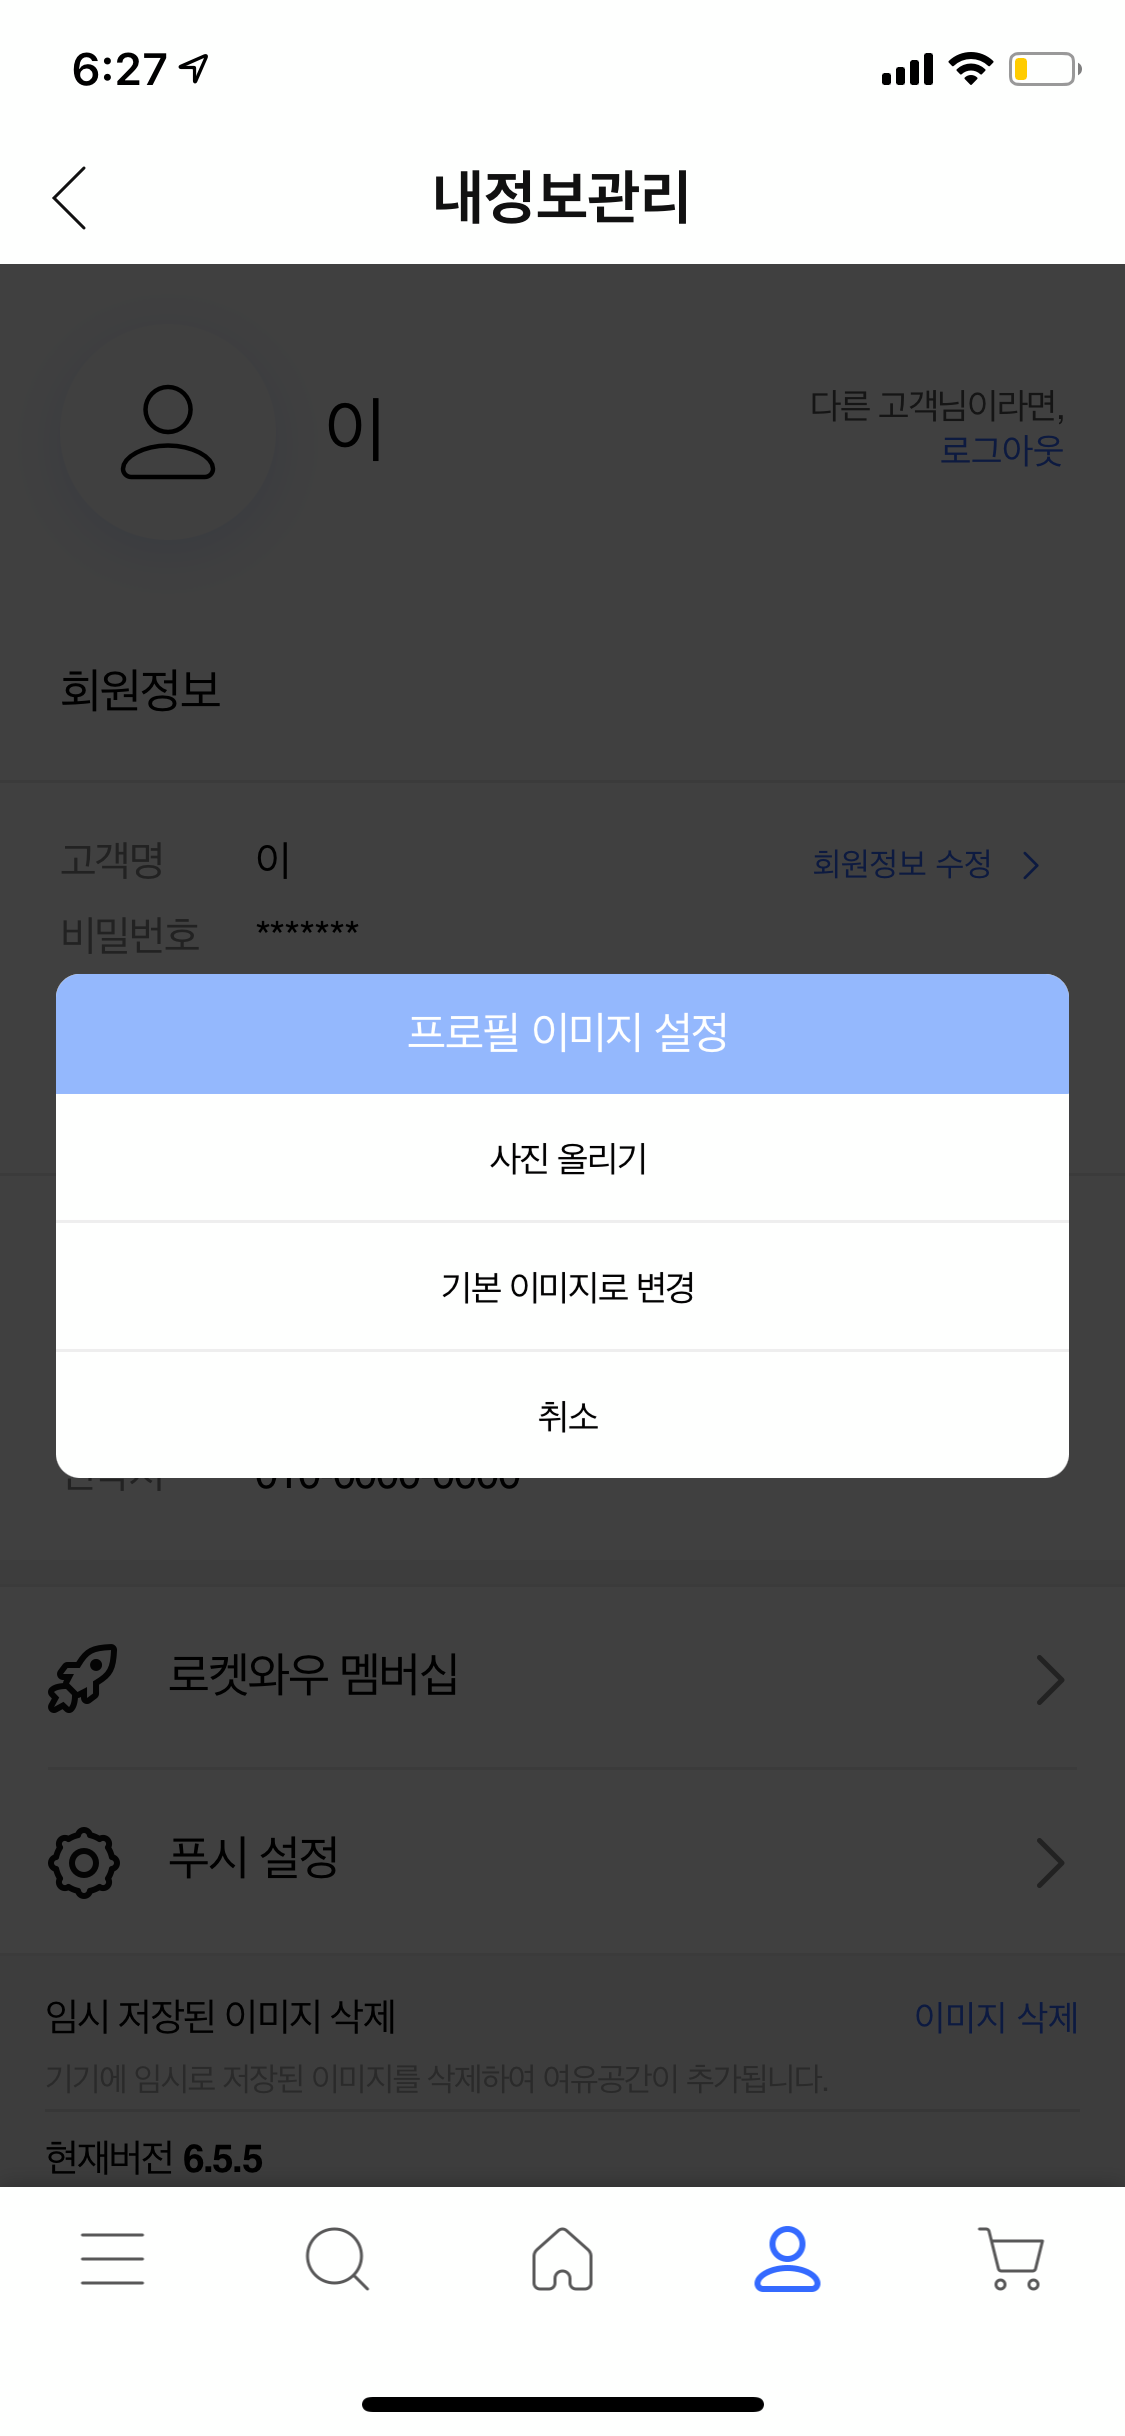 6:27
내정보관리
이
다른 고객님이라면,
로그아웃
회원정보
고객명 이 회원정보 수정
비밀번호 *******
프로필 이미지 설정
사진 올리기
기본 이미지로 변경
취소
로켓와우 멤버십
푸시 설정
임시 저장된 이미지 삭제 이미지 삭제
기기에 임시로 저장된 이미지를 삭제하여 여유공간이 추가됩니다.
현재버전 6.5.5